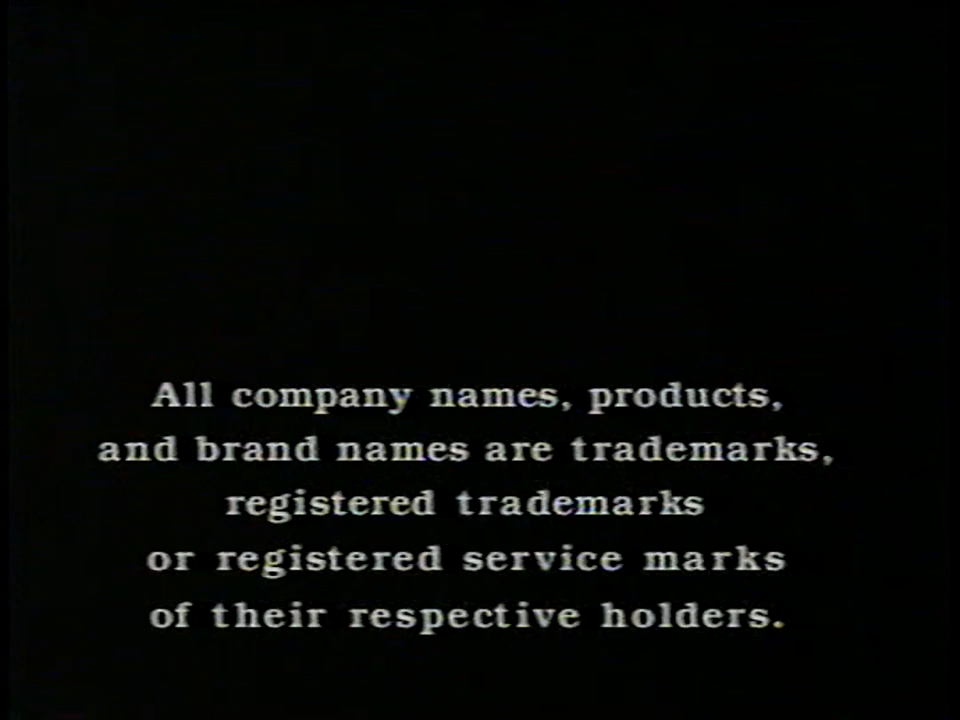 All company names, products,
and brand names are trademarks,
registered trademarks
or registered service marks
of their respective holders.